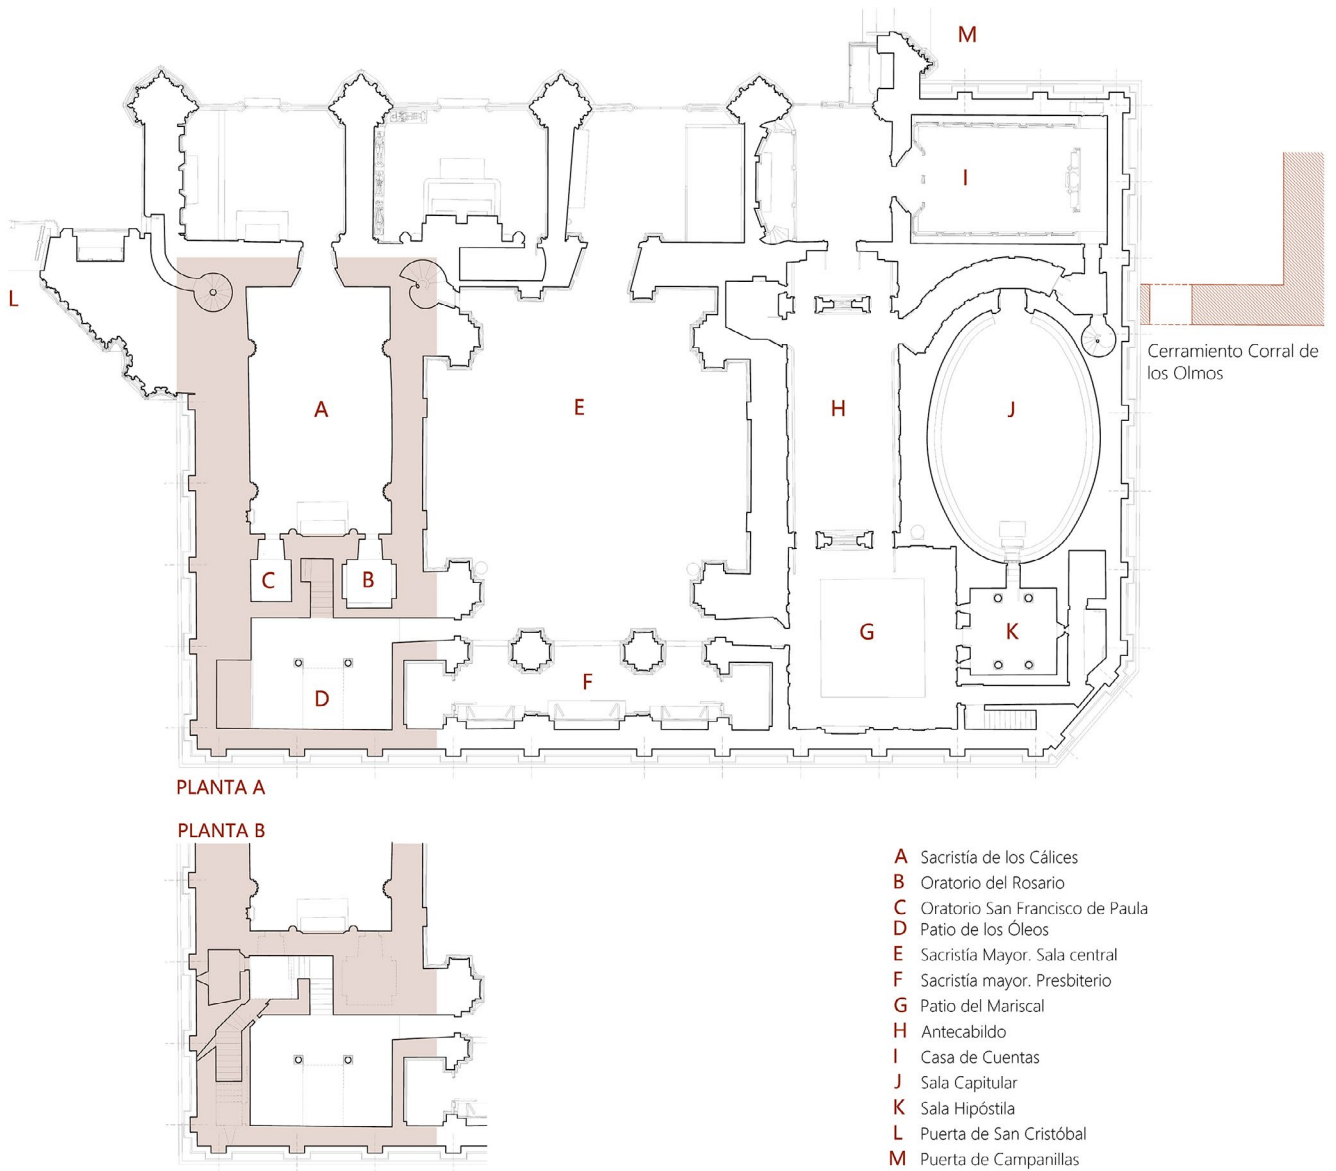 M
I
L
Cerramiento Corral de
los Olmos
A
E
H
J
C
B
G
K
F
D
PLANTA A
PLANTA B
A Sacristía de los Cálices
B Oratorio del Rosario
C Oratorio San Francisco de Paula
D Patio de los Óleos
E Sacristía Mayor. Sala central
F Sacristía mayor. Presbiterio
G Patio del Mariscal
H Antecabildo
I Casa de Cuentas
J Sala Capitular
K Sala Hipóstila
L Puerta de San Cristóbal
M Puerta de Campanillas